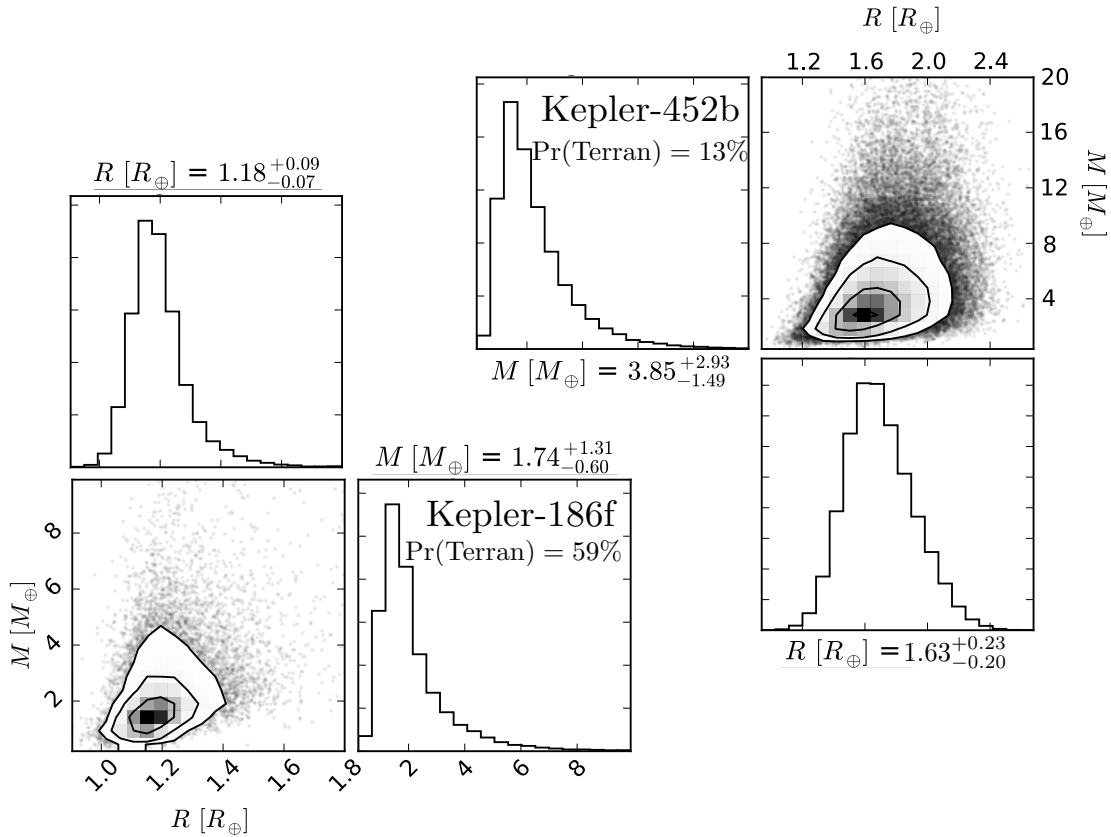 R [R⊕]
1.2 1.6 2.0 2.4
Kepler-452b
Pr(Terran) = 13%
20
16
12
8
4
M [M⊕]
R [R⊕] = 1.18 +0.09 −0.07
M [M⊕] = 3.85 +2.93 −1.49
M [M⊕] = 1.74 +1.31 −0.60
Kepler-186f
Pr(Terran) = 59%
R [R⊕] = 1.63 +0.23 −0.20
M [M⊕]
8
6
4
2
1.0 1.2 1.4 1.6 1.8
R [R⊕]
2 4 6 8